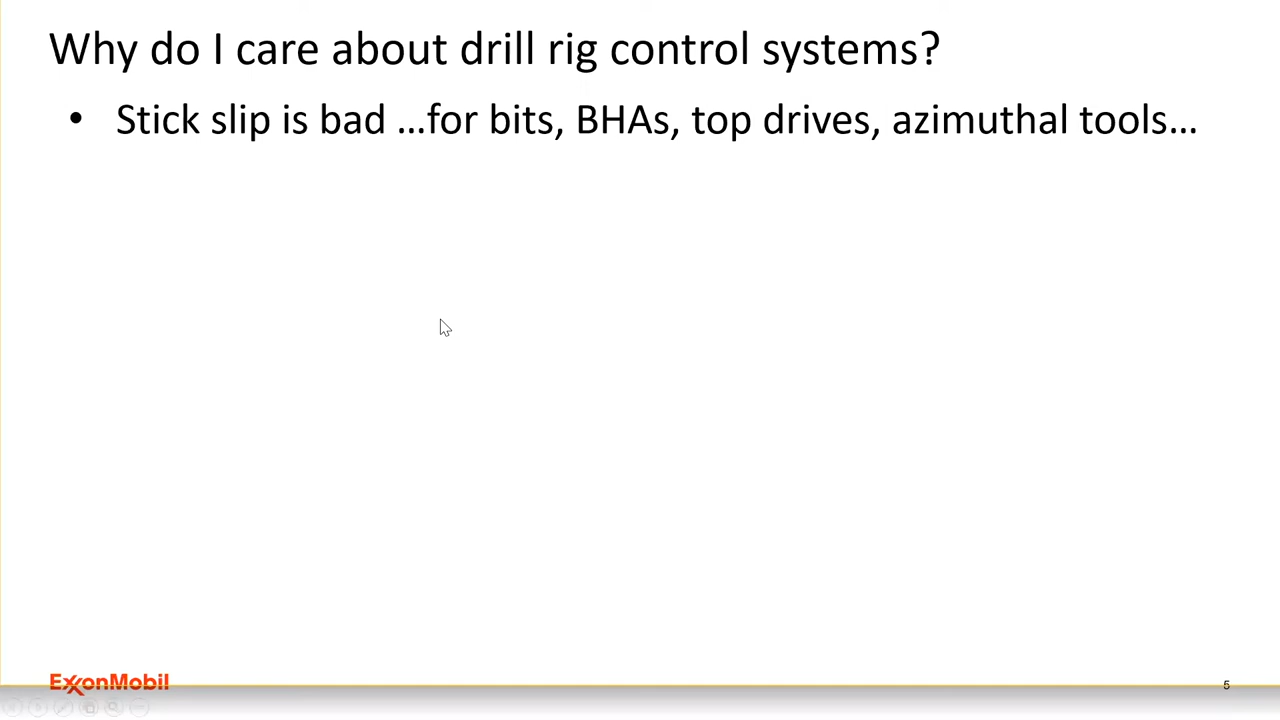 Why do I care about drill rig control systems?
• Stick slip is bad …for bits, BHAs, top drives, azimuthal tools…
ExxonMobil
5